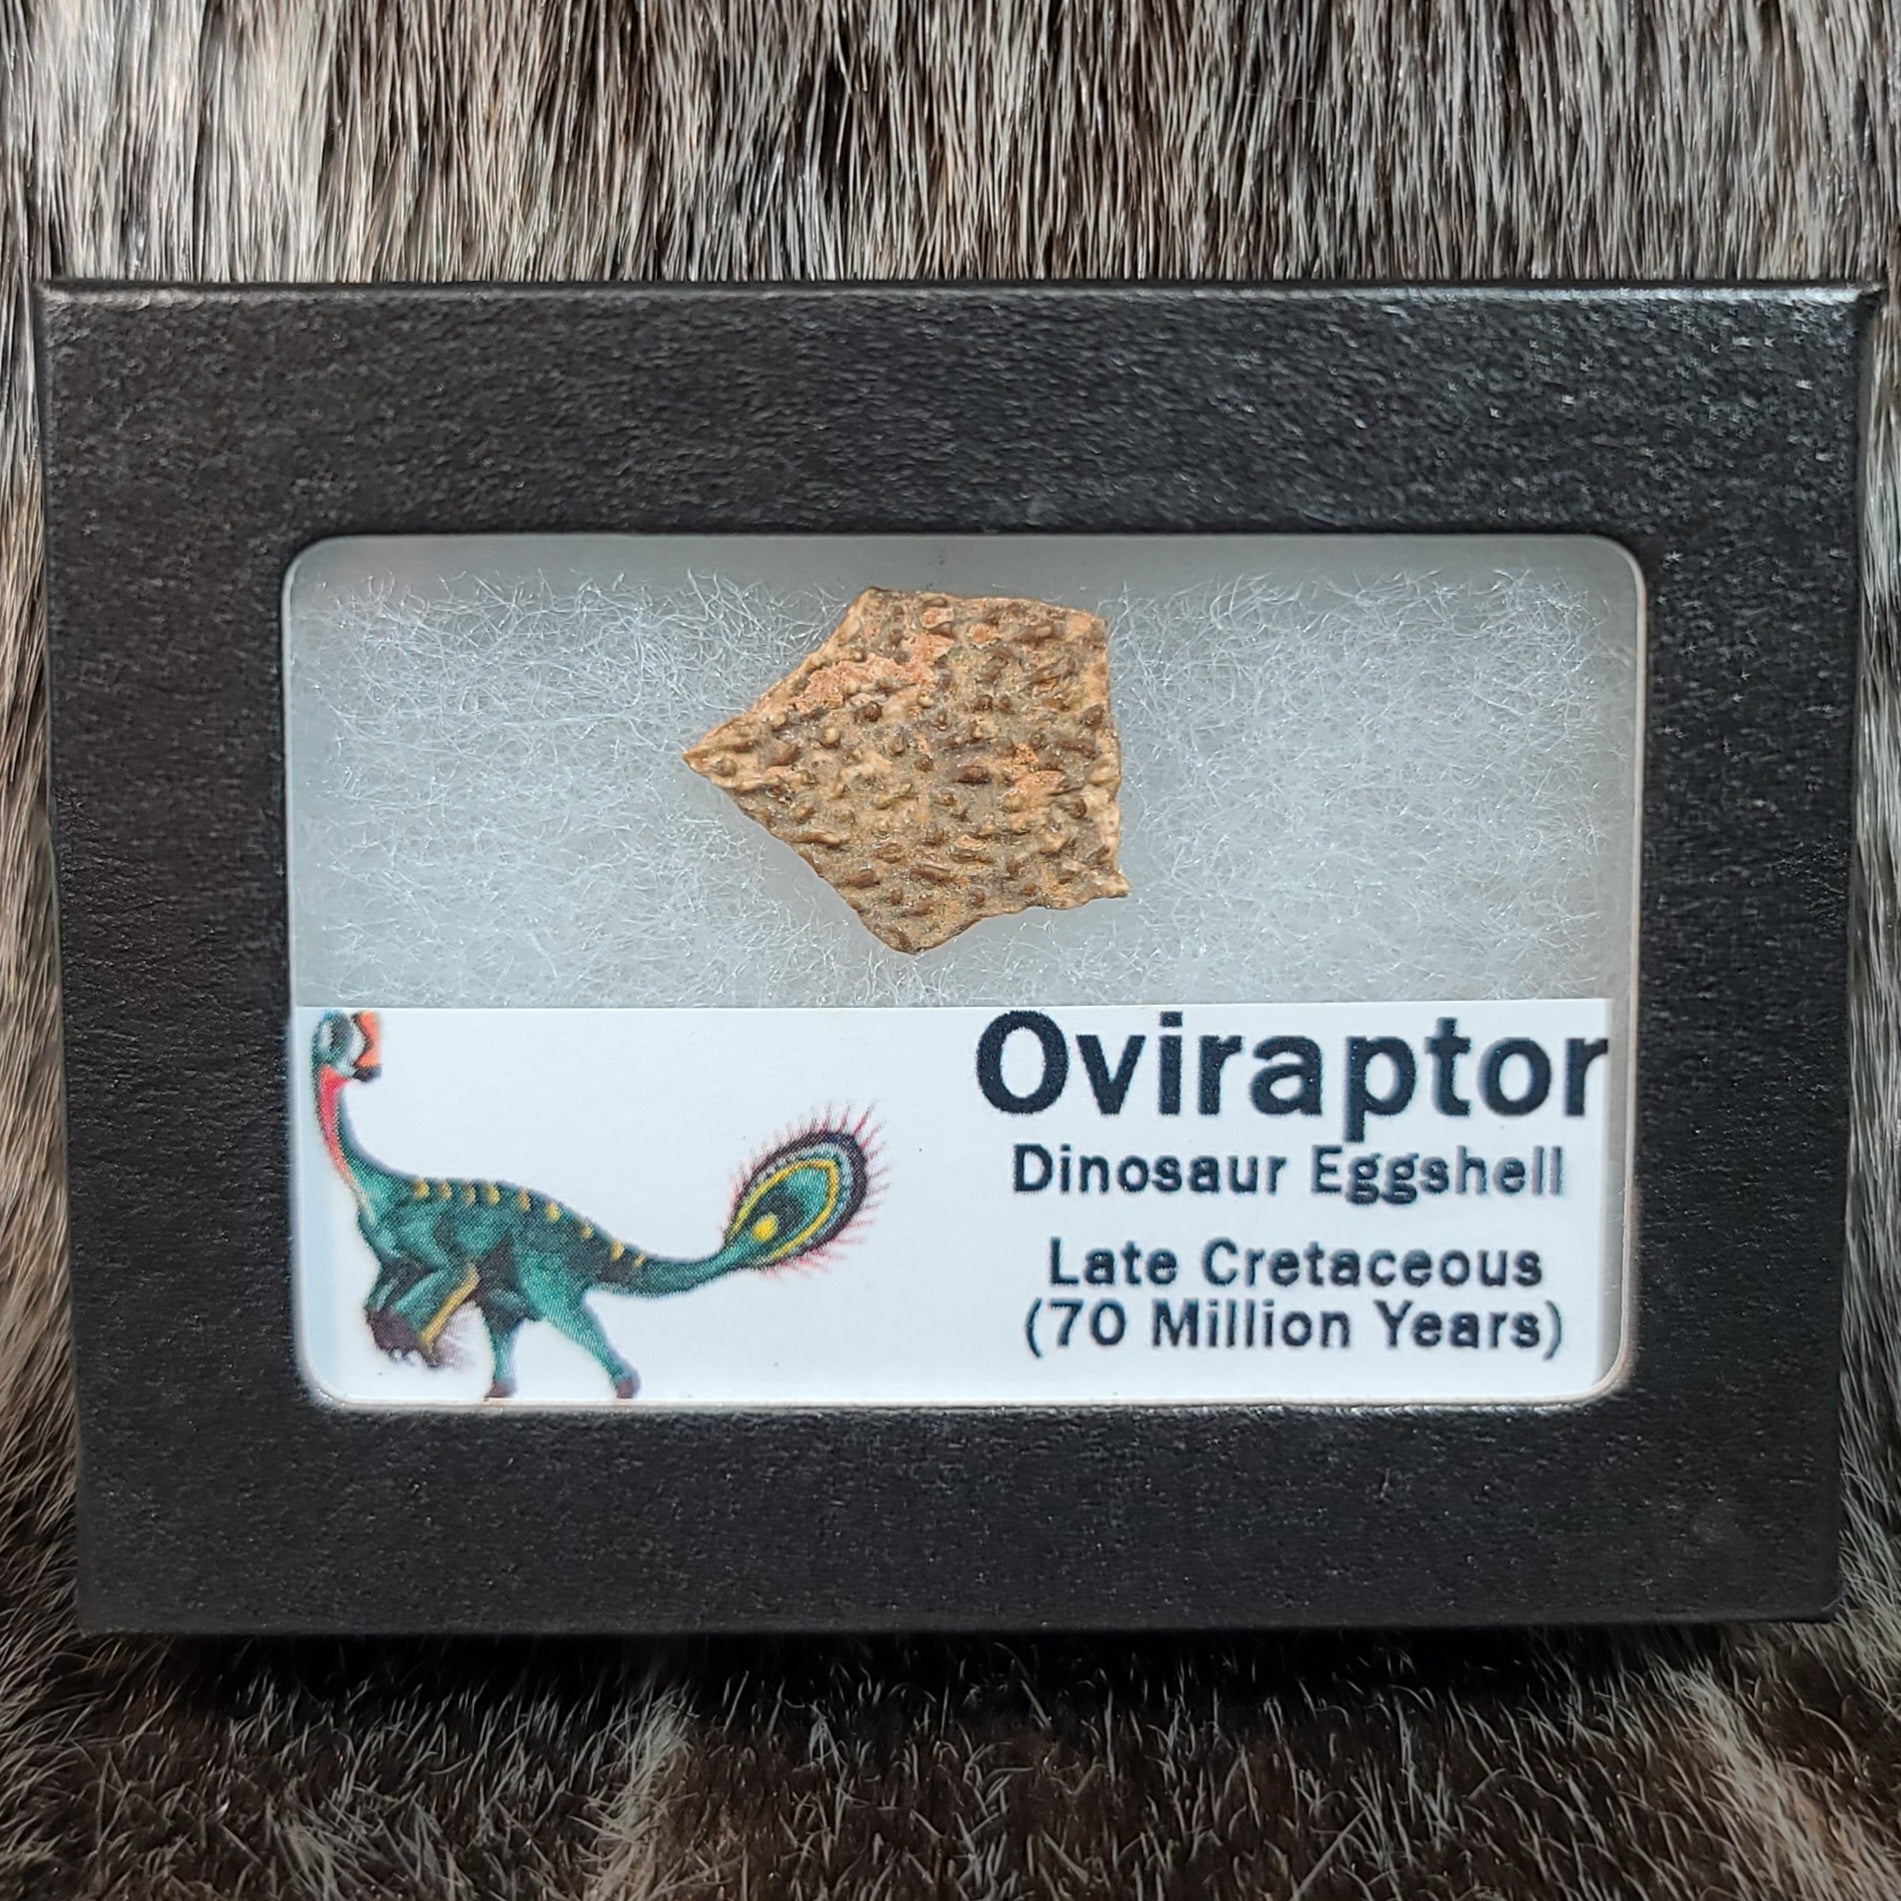 Oviraptor
Dinosaur Eggshell
Late Cretaceous
(70 Million Years)